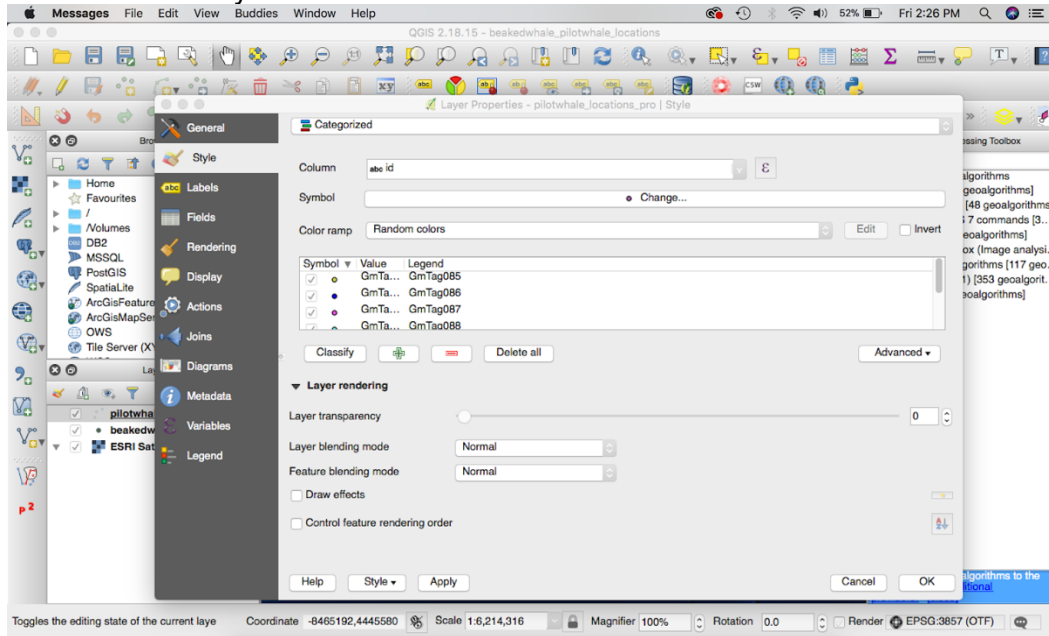 Messages File Edit View Buddies Window Help 52% Fri 2:26 PM
QGIS 2.18.15 - beakedwhale_pilotwhale_locations
Layer Properties - pilotwhale_locations_pro | Style
General
Categorized
Style
Column abc id ε
Labels
Symbol Change...
Fields
Color ramp Random colors Edit Invert
Rendering
Symbol Value Legend
Display
GmTa... GmTag085
GmTa... GmTag086
Actions
GmTa... GmTag087
GmTa... GmTag088
Joins
Classify Delete all Advanced
Diagrams
Layer rendering
Metadata
Layer transparency 0
Variables
Layer blending mode Normal
Legend
Feature blending mode Normal
Draw effects
Control feature rendering order
Help Style Apply Cancel OK
Bro
Home
Favourites
/
/Volumes
DB2
MSSQL
PostGIS
SpatiaLite
ArcGisFeature
ArcGisMapSe
OWS
Tile Server (X
La
pilotwha
beakedw
ESRI Sat
essing Toolbox
algorithms
geoalgorithms]
[48 geoalgorithms
7 commands [3...
eoalgorithms]
ox (Image analysi..
gorithms [117 geo.
1) [353 geoalgorit.
eoalgorithms]
algorithms to the
itional
Toggles the editing state of the current laye Coordinate -8465192,4445580 Scale 1:6,214,316 Magnifier 100% Rotation 0.0 Render EPSG:3857 (OTF)